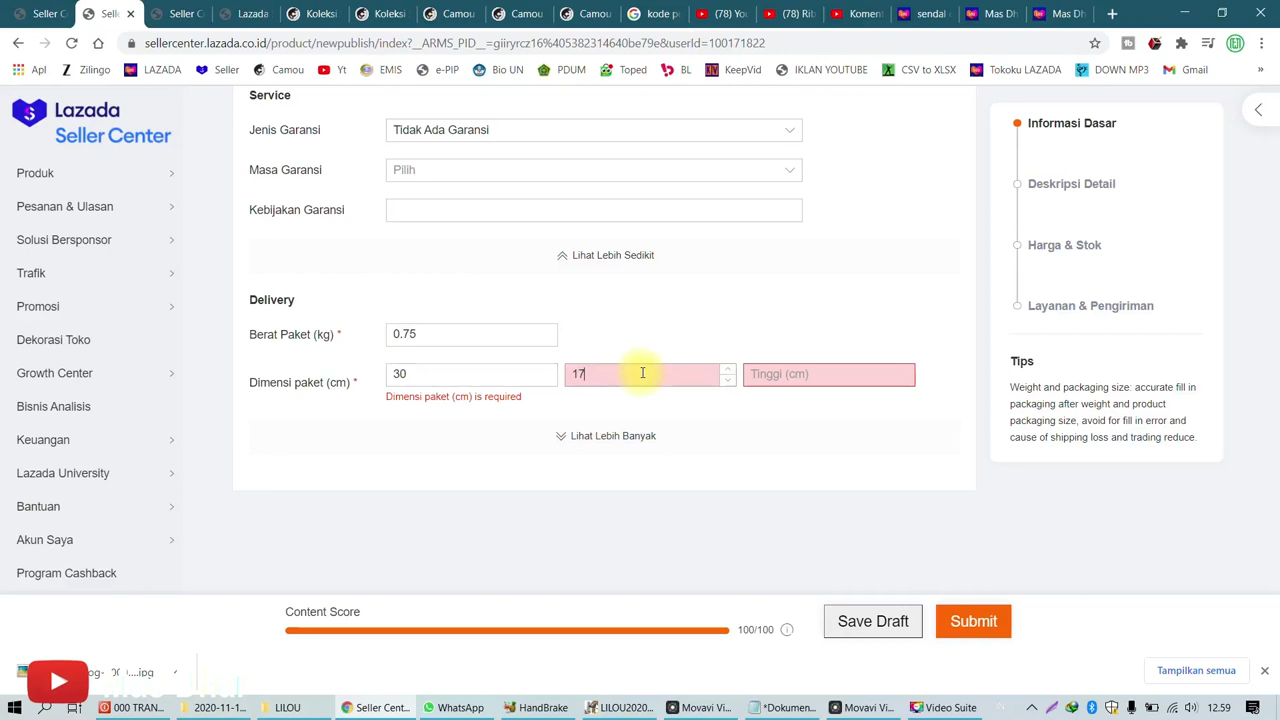 Selle
Seller C
Lazada
Koleksi
Koleksi
Camou
Camou
Camou
Camou
kode po
(78) You
(78) Rib
Koment
sendal c
Mas Dh
Mas Dh
sellercenter.lazada.co.id/product/newpublish/index?__ARMS_PID__=giiryrcz16%405382314640be79e&userId=100171822
Apl
Zilingo
LAZADA
Seller
Camou
Yt
EMIS
e-PIP
Bio UN
PDUM
Toped
BL
KeepVid
IKLAN YOUTUBE
CSV to XLSX
Tokoku LAZADA
DOWN MP3
Gmail
»
Lazada
Seller Center
Produk
Pesanan & Ulasan
Solusi Bersponsor
Trafik
Promosi
Dekorasi Toko
Growth Center
Bisnis Analisis
Keuangan
Lazada University
Bantuan
Akun Saya
Program Cashback
Service
Jenis Garansi
Tidak Ada Garansi
Masa Garansi
Pilih
Kebijakan Garansi
Lihat Lebih Sedikit
Delivery
Berat Paket (kg) *
0.75
Dimensi paket (cm) *
30
17
Tinggi (cm)
Dimensi paket (cm) is required
Lihat Lebih Banyak
Informasi Dasar
Deskripsi Detail
Harga & Stok
Layanan & Pengiriman
Tips
Weight and packaging size: accurate fill in
packaging after weight and product
packaging size, avoid for fill in error and
cause of shipping loss and trading reduce.
Content Score
100/100
Save Draft
Submit
Tampilkan semua
000 TRAN...
2020-11-1...
LILOU
Seller Cent...
WhatsApp
HandBrake
LILOU2020...
Movavi Vi...
*Dokumen...
Movavi Vi...
Video Suite
12.59